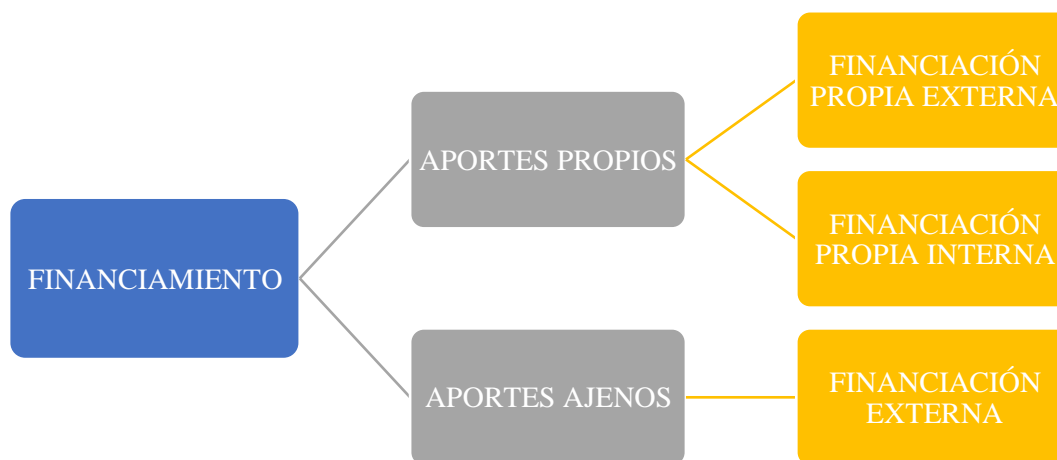 FINANCIAMIENTO
APORTES PROPIOS
FINANCIACIÓN
PROPIA EXTERNA
FINANCIACIÓN
PROPIA INTERNA
APORTES AJENOS
FINANCIACIÓN
EXTERNA